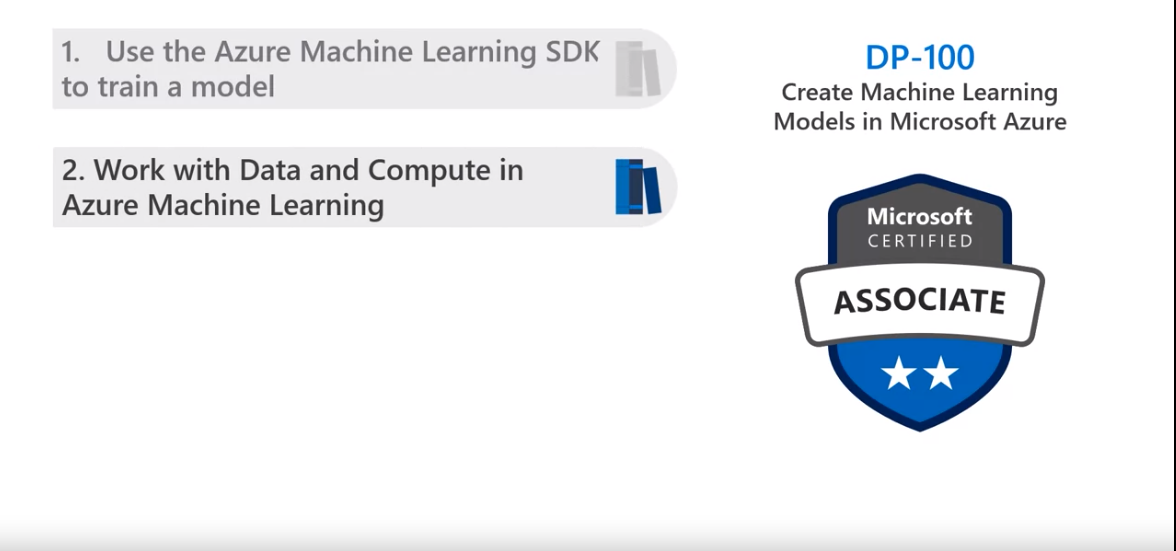 1. Use the Azure Machine Learning SDK
to train a model
2. Work with Data and Compute in
Azure Machine Learning
DP-100
Create Machine Learning
Models in Microsoft Azure
Microsoft
CERTIFIED
ASSOCIATE